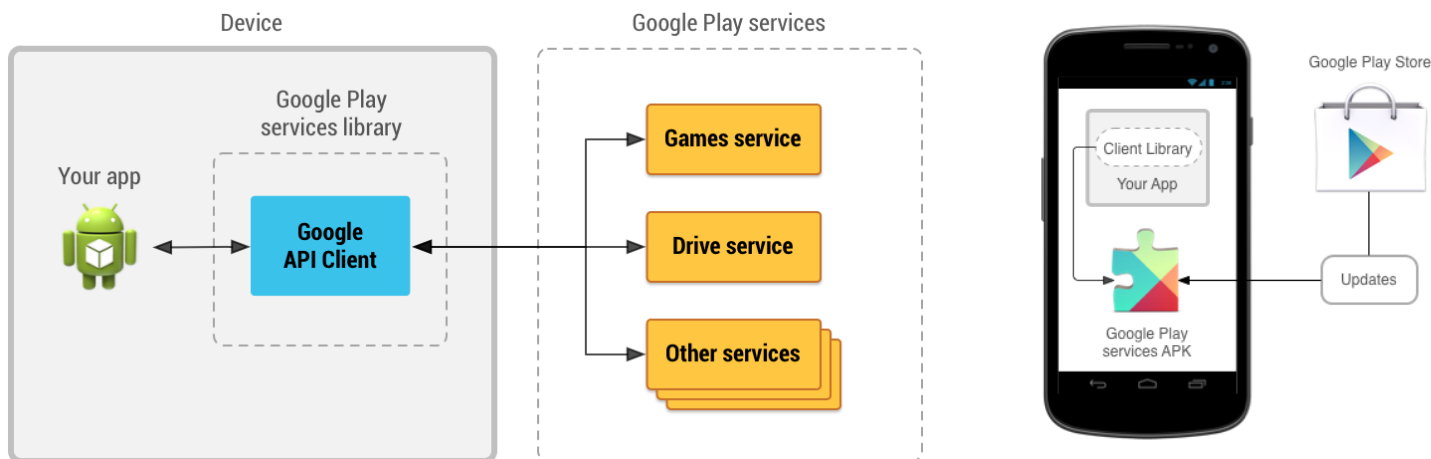 Device
Google Play
services library
Your app
Google
API Client
Google Play services
Games service
Drive service
Other services
Client Library
Your App
Google Play
services APK
Google Play Store
Updates